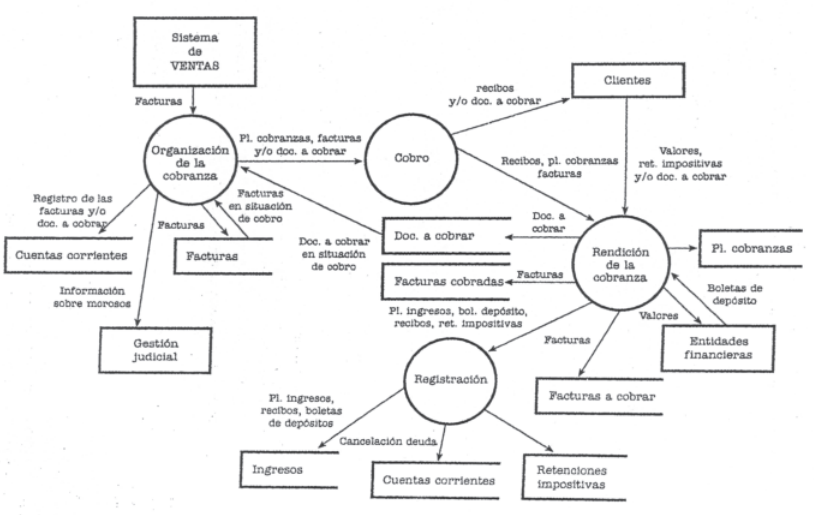 Sistema
de
VENTAS
Facturas
Organización
de la
cobranza
Pl. cobranzas, facturas
y/o doc. a cobrar
Cobro
recibos
y/o doc. a cobrar
Clientes
Valores,
ret. impositivas
y/o doc. a cobrar
Recibos, pl. cobranzas
facturas
Registro de las
facturas y/o
doc. a cobrar
Cuentas corrientes
Facturas
Facturas
en situación
de cobro
Facturas
Información
sobre morosos
Gestión
judicial
Doc. a cobrar
en situación
de cobro
Doc. a cobrar
Doc. a
cobrar
Facturas cobradas
Facturas
Rendición
de la
cobranza
Pl. cobranzas
Boletas de
depósito
Valores
Entidades
financieras
Facturas
Facturas a cobrar
Pl. ingresos, bol. depósito,
recibos, ret. impositivas
Registración
Pl. ingresos,
recibos, boletas
de depósitos
Cancelación deuda
Ingresos
Cuentas corrientes
Retenciones
impositivas